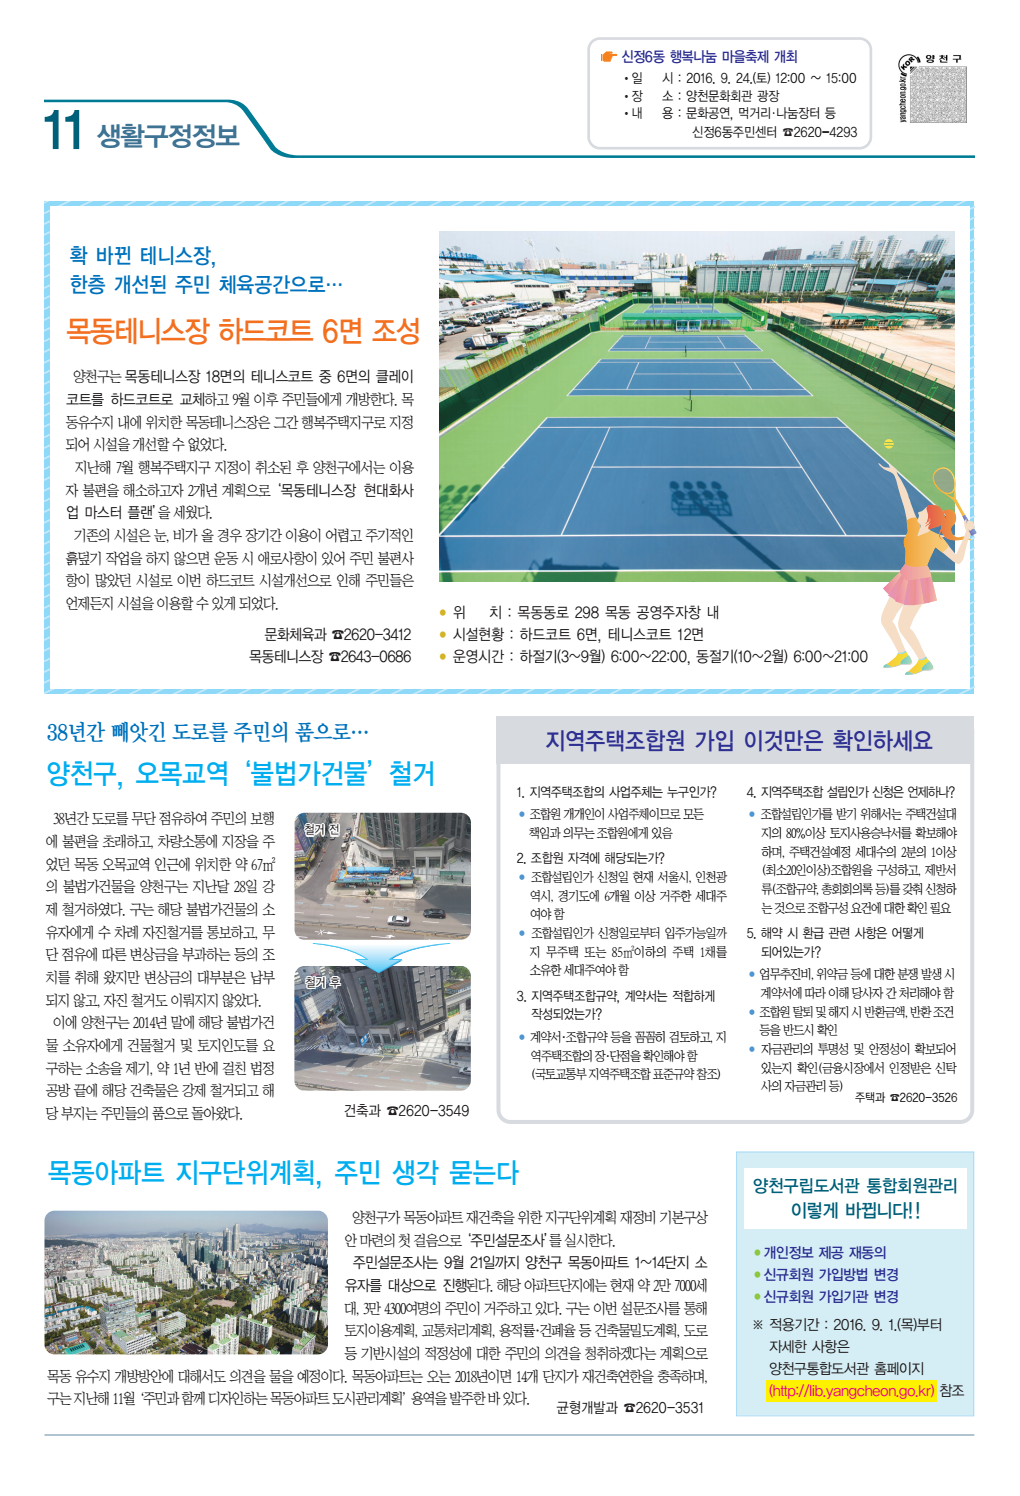 신정6동 행복나눔 마을축제 개최
•일 시 : 2016. 9. 24.(토) 12:00 ~ 15:00
•장 소 : 양천문화회관 광장
•내 용 : 문화공연, 먹거리·나눔장터 등
신정6동주민센터 ☎2620-4293
양천구
KOR
11 생활구정정보
확 바뀐 테니스장,
한층 개선된 주민 체육공간으로…
목동테니스장 하드코트 6면 조성
양천구는 목동테니스장 18면의 테니스코트 중 6면의 클레이
코트를 하드코트로 교체하고 9월 이후 주민들에게 개방한다. 목
동유수지 내에 위치한 목동테니스장은 그간 행복주택지구로 지정
되어 시설을 개선할 수 없었다.
지난해 7월 행복주택지구 지정이 취소된 후 양천구에서는 이용
자 불편을 해소하고자 2개년 계획으로 ‘목동테니스장 현대화사
업 마스터 플랜’을 세웠다.
기존의 시설은 눈, 비가 올 경우 장기간 이용이 어렵고 주기적인
흙덮기 작업을 하지 않으면 운동 시 애로사항이 있어 주민 불편사
항이 많았던 시설로 이번 하드코트 시설개선으로 인해 주민들은
언제든지 시설을 이용할 수 있게 되었다.
문화체육과 ☎2620-3412
목동테니스장 ☎2643-0686
● 위 치 : 목동동로 298 목동 공영주차장 내
● 시설현황 : 하드코트 6면, 테니스코트 12면
● 운영시간 : 하절기(3~9월) 6:00~22:00, 동절기(10~2월) 6:00~21:00
38년간 빼앗긴 도로를 주민의 품으로…
양천구, 오목교역 ‘불법가건물’ 철거
38년간 도로를 무단 점유하여 주민의 보행
에 불편을 초래하고, 차량소통에 지장을 주
었던 목동 오목교역 인근에 위치한 약 67㎡
의 불법가건물을 양천구는 지난달 28일 강
제 철거하였다. 구는 해당 불법가건물의 소
유자에게 수 차례 자진철거를 통보하고, 무
단 점유에 따른 변상금을 부과하는 등의 조
치를 취해 왔지만 변상금의 대부분은 납부
되지 않고, 자진 철거도 이뤄지지 않았다.
이에 양천구는 2014년 말에 해당 불법가건
물 소유자에게 건물철거 및 토지인도를 요
구하는 소송을 제기, 약 1년 반에 걸친 법정
공방 끝에 해당 건축물은 강제 철거되고 해
당 부지는 주민들의 품으로 돌아왔다.
철거 전
철거 후
건축과 ☎2620-3549
지역주택조합원 가입 이것만은 확인하세요
1. 지역주택조합의 사업주체는 누구인가?
● 조합원 개개인이 사업주체이므로 모든
책임과 의무는 조합원에게 있음
2. 조합원 자격에 해당되는가?
● 조합설립인가 신청일 현재 서울시, 인천광
역시, 경기도에 6개월 이상 거주한 세대주
여야 함
● 조합설립인가 신청일로부터 입주가능일까
지 무주택 또는 85㎡이하의 주택 1채를
소유한 세대주여야 함
3. 지역주택조합규약, 계약서는 적합하게
작성되었는가?
● 계약서·조합규약 등을 꼼꼼히 검토하고, 지
역주택조합의 장·단점을 확인해야 함
(국토교통부 지역주택조합 표준규약 참조)
4. 지역주택조합 설립인가 신청은 언제하나?
● 조합설립인가를 받기 위해서는 주택건설대
지의 80%이상 토지사용승낙서를 확보해야
하며, 주택건설예정 세대수의 2분의 1이상
(최소20인이상)조합원을 구성하고, 제반서
류(조합규약, 총회회의록 등)를 갖춰 신청하
는 것으로 조합구성 요건에 대한 확인 필요
5. 해약 시 환급 관련 사항은 어떻게
되어있는가?
● 업무추진비, 위약금 등에 대한 분쟁 발생 시
계약서에 따라 이해 당사자 간 처리해야 함
● 조합원 탈퇴 및 해지 시 반환금액, 반환 조건
등을 반드시 확인
● 자금관리의 투명성 및 안정성이 확보되어
있는지 확인(금융시장에서 인정받은 신탁
사의 자금관리 등)
주택과 ☎2620-3526
목동아파트 지구단위계획, 주민 생각 묻는다
양천구가 목동아파트 재건축을 위한 지구단위계획 재정비 기본구상
안 마련의 첫 걸음으로 ‘주민설문조사’를 실시한다.
주민설문조사는 9월 21일까지 양천구 목동아파트 1~14단지 소
유자를 대상으로 진행된다. 해당 아파트단지에는 현재 약 2만 7000세
대, 3만 4300여명의 주민이 거주하고 있다. 구는 이번 설문조사를 통해
토지이용계획, 교통처리계획, 용적률·건폐율 등 건축물밀도계획, 도로
등 기반시설의 적정성에 대한 주민의 의견을 청취하겠다는 계획으로
목동 유수지 개방방안에 대해서도 의견을 물을 예정이다. 목동아파트는 오는 2018년이면 14개 단지가 재건축연한을 충족하며,
구는 지난해 11월 ‘주민과 함께 디자인하는 목동아파트 도시관리계획’ 용역을 발주한 바 있다.
균형개발과 ☎2620-3531
양천구립도서관 통합회원관리
이렇게 바뀝니다!!
● 개인정보 제공 재동의
● 신규회원 가입방법 변경
● 신규회원 가입기관 변경
※ 적용기간 : 2016. 9. 1.(목)부터
자세한 사항은
양천구통합도서관 홈페이지
(http://lib.yangcheon.go.kr) 참조